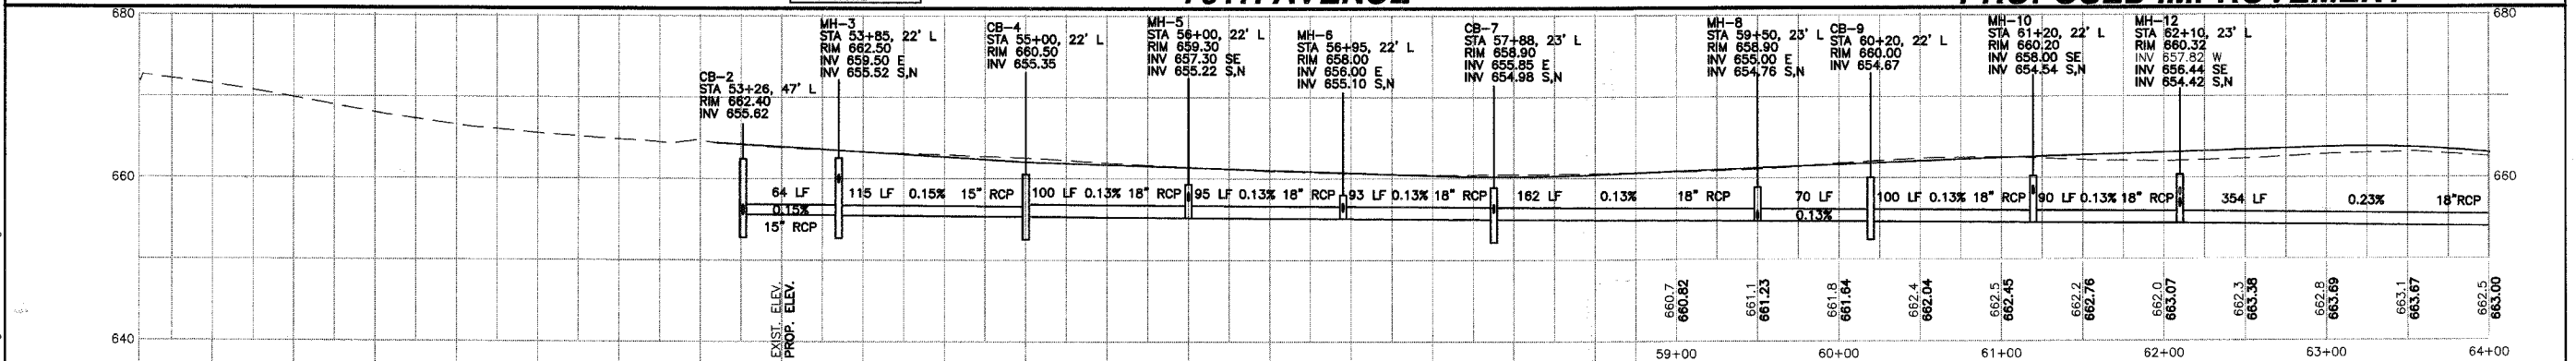 79TH AVENUE
PROPOSED IMPROVEMENT
680
680
CB-2
STA 53+26, 47' L
RIM 662.40
INV 655.62
MH-3
STA 53+85, 22' L
RIM 662.50
INV 659.50 E
INV 655.52 S,N
CB-4
STA 55+00, 22' L
RIM 660.50
INV 655.35
MH-5
STA 56+00, 22' L
RIM 659.30
INV 657.30 SE
INV 655.22 S,N
MH-6
STA 56+95, 22' L
RIM 658.00
INV 656.00 E
INV 655.10 S,N
CB-7
STA 57+88, 23' L
RIM 658.90
INV 655.85 E
INV 654.98 S,N
MH-8
STA 59+50, 23' L
RIM 658.90
INV 655.00 E
INV 654.76 S,N
CB-9
STA 60+20, 22' L
RIM 660.00
INV 654.67
MH-10
STA 61+20, 22' L
RIM 660.20
INV 658.00 SE
INV 654.54 S,N
MH-12
STA 62+10, 23' L
RIM 660.32
INV 657.82 W
INV 656.44 SE
INV 654.42 S,N
660
660
64 LF
0.15%
15" RCP
115 LF 0.15% 15" RCP
100 LF 0.13% 18" RCP
95 LF 0.13% 18" RCP
93 LF 0.13% 18" RCP
162 LF 0.13% 18" RCP
70 LF
0.13%
100 LF 0.13% 18" RCP
90 LF 0.13% 18" RCP
354 LF 0.23% 18"RCP
EXIST. ELEV.
PROP. ELEV.
660.7
660.82
661.1
661.23
661.8
661.64
662.4
662.04
662.5
662.45
662.2
662.76
662.0
663.07
662.3
663.38
662.8
663.69
663.1
663.67
662.5
663.00
640
59+00
60+00
61+00
62+00
63+00
64+00